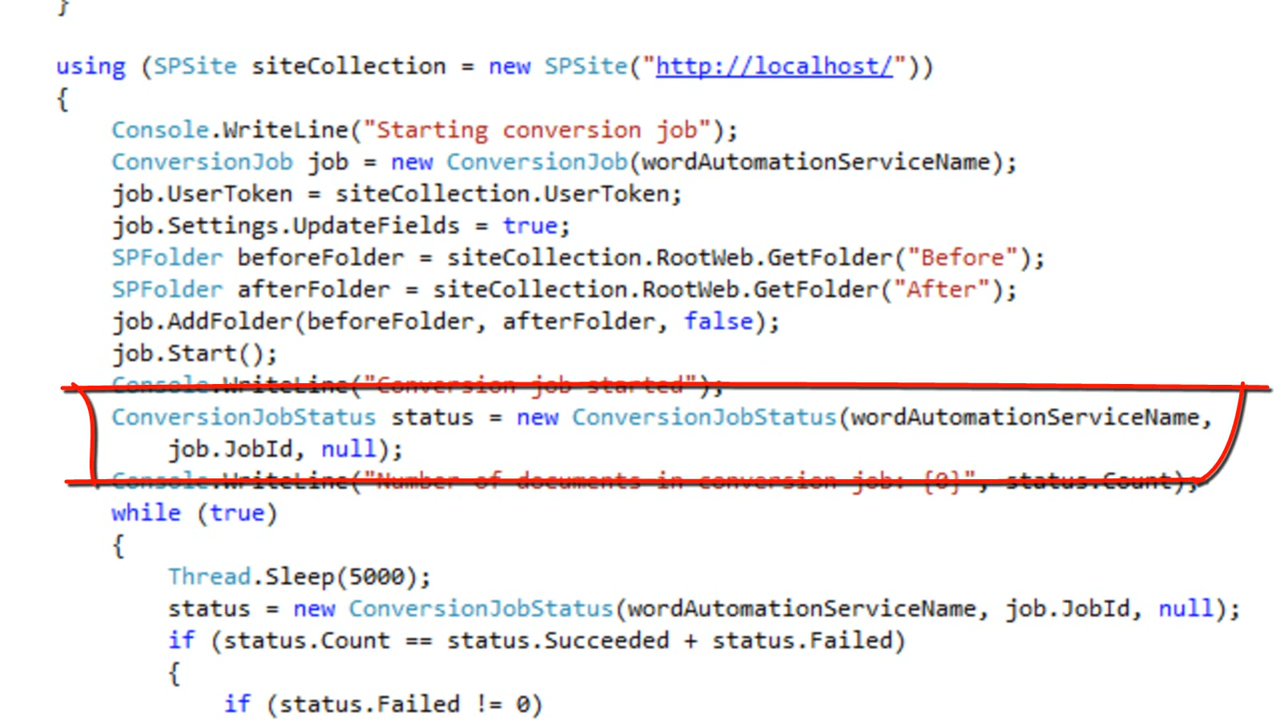 }
using (SPSite siteCollection = new SPSite("http://localhost/"))
{
Console.WriteLine("Starting conversion job");
ConversionJob job = new ConversionJob(wordAutomationServiceName);
job.UserToken = siteCollection.UserToken;
job.Settings.UpdateFields = true;
SPFolder beforeFolder = siteCollection.RootWeb.GetFolder("Before");
SPFolder afterFolder = siteCollection.RootWeb.GetFolder("After");
job.AddFolder(beforeFolder, afterFolder, false);
job.Start();
Console.WriteLine("Conversion job started");
ConversionJobStatus status = new ConversionJobStatus(wordAutomationServiceName,
job.JobId, null);
Console.WriteLine("Number of documents in conversion job: {0}", status.Count);
while (true)
{
Thread.Sleep(5000);
status = new ConversionJobStatus(wordAutomationServiceName, job.JobId, null);
if (status.Count == status.Succeeded + status.Failed)
{
if (status.Failed != 0)